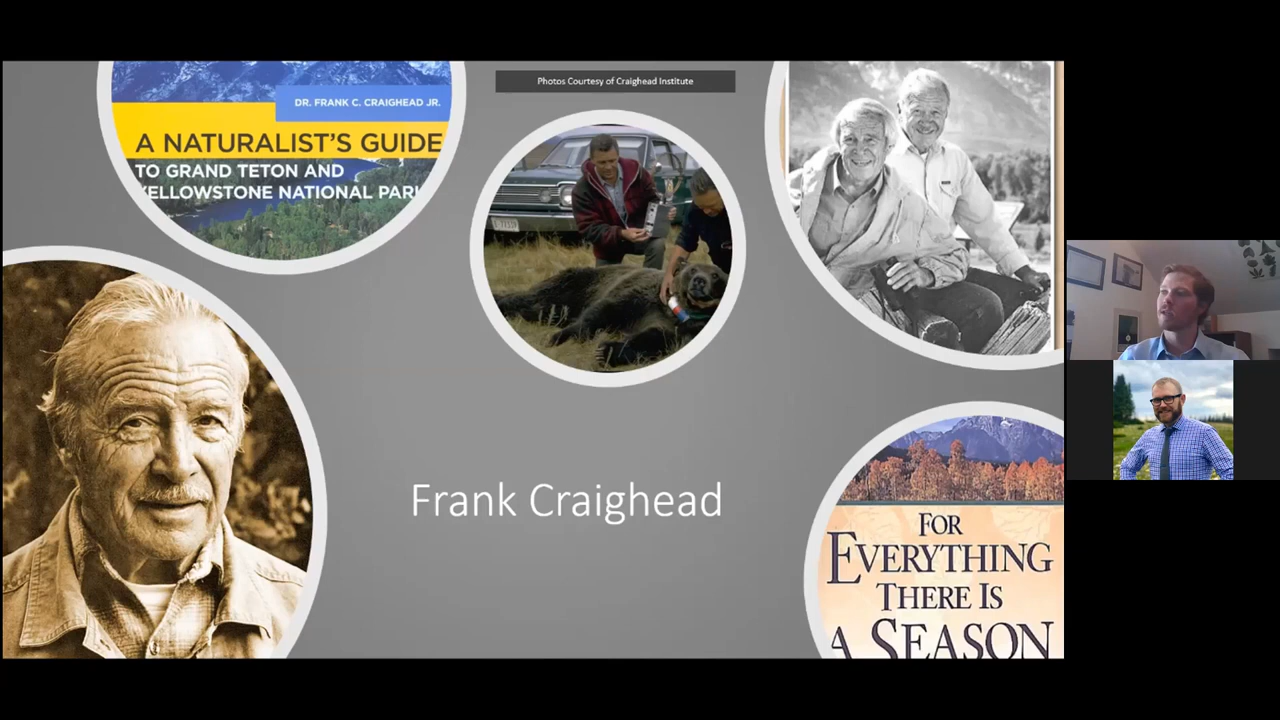 Photos Courtesy of Craighead Institute
DR. FRANK C. CRAIGHEAD JR.
A NATURALIST'S GUIDE
TO GRAND TETON AND
YELLOWSTONE NATIONAL PARK
Frank Craighead
FOR
EVERYTHING
THERE IS
A SEASON